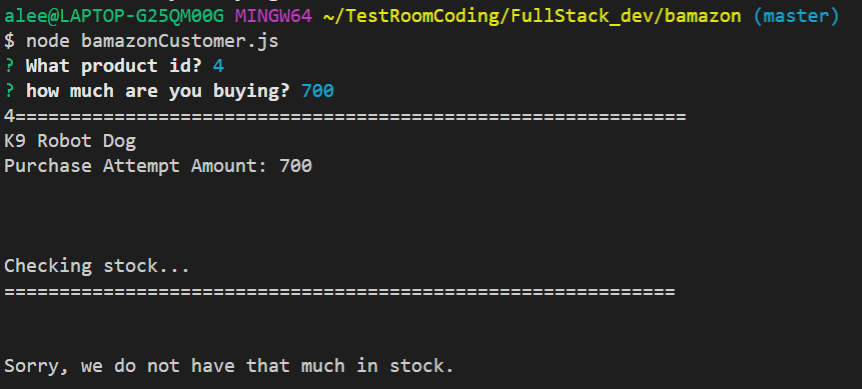 alee@LAPTOP-G25QM00G MINGW64 ~/TestRoomCoding/FullStack_dev/bamazon (master)
$ node bamazonCustomer.js
? What product id? 4
? how much are you buying? 700
4=============================================================
K9 Robot Dog
Purchase Attempt Amount: 700
Checking stock...
=============================================================
Sorry, we do not have that much in stock.